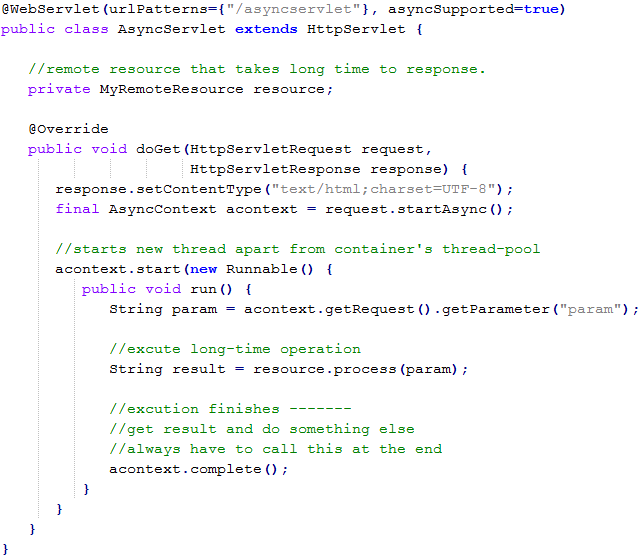 @WebServlet(urlPatterns={"/asyncservlet"}, asyncSupported=true)
public class AsyncServlet extends HttpServlet {
//remote resource that takes long time to response.
private MyRemoteResource resource;
@Override
public void doGet(HttpServletRequest request,
HttpServletResponse response) {
response.setContentType("text/html;charset=UTF-8");
final AsyncContext acontext = request.startAsync();
//starts new thread apart from container's thread-pool
acontext.start(new Runnable() {
public void run() {
String param = acontext.getRequest().getParameter("param");
//excute long-time operation
String result = resource.process(param);
//excution finishes -------
//get result and do something else
//always have to call this at the end
acontext.complete();
}
}
}
}